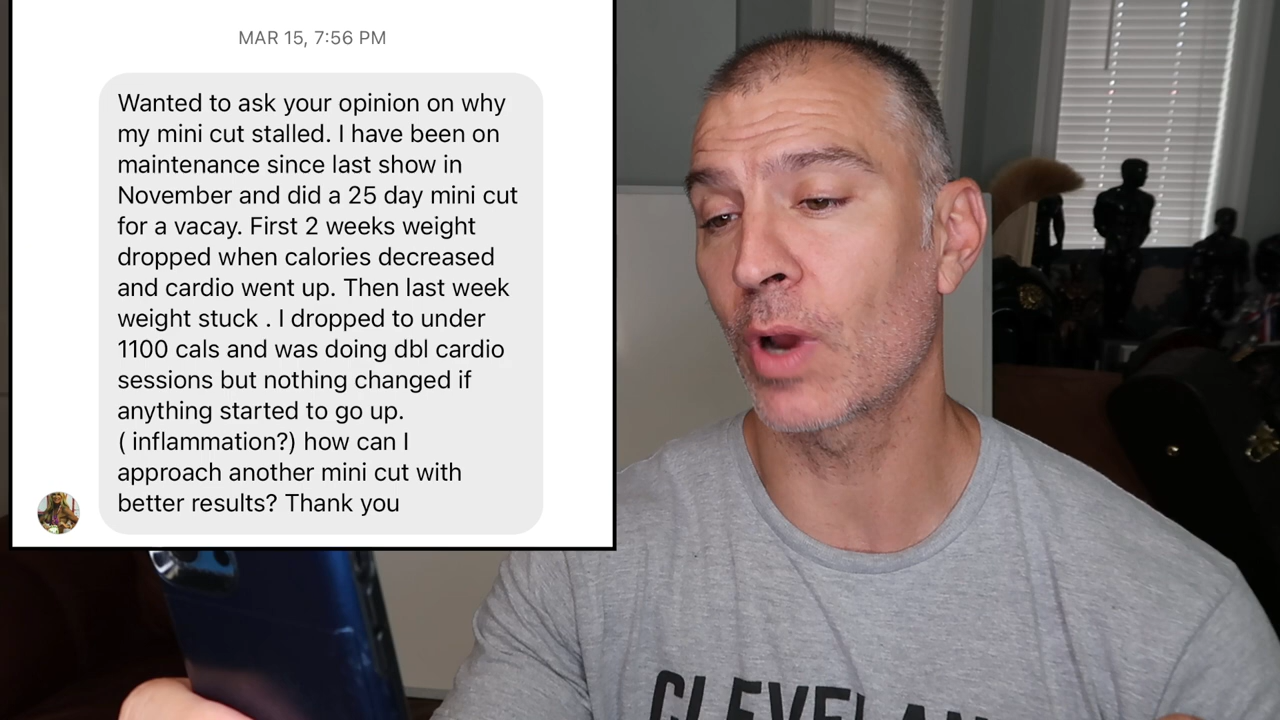 MAR 15, 7:56 PM
Wanted to ask your opinion on why
my mini cut stalled. I have been on
maintenance since last show in
November and did a 25 day mini cut
for a vacay. First 2 weeks weight
dropped when calories decreased
and cardio went up. Then last week
weight stuck . I dropped to under
1100 cals and was doing dbl cardio
sessions but nothing changed if
anything started to go up.
( inflammation?) how can I
approach another mini cut with
better results? Thank you